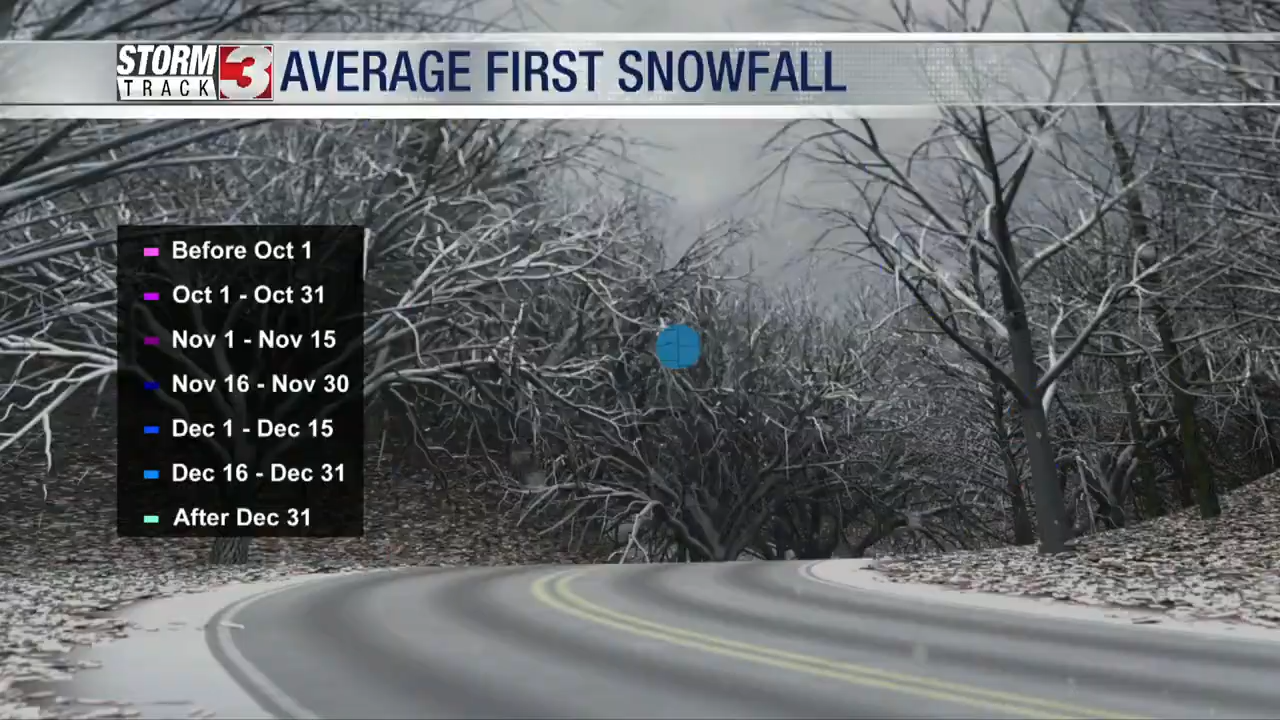 STORM TRACK 3 AVERAGE FIRST SNOWFALL
Before Oct 1
Oct 1 - Oct 31
Nov 1 - Nov 15
Nov 16 - Nov 30
Dec 1 - Dec 15
Dec 16 - Dec 31
After Dec 31